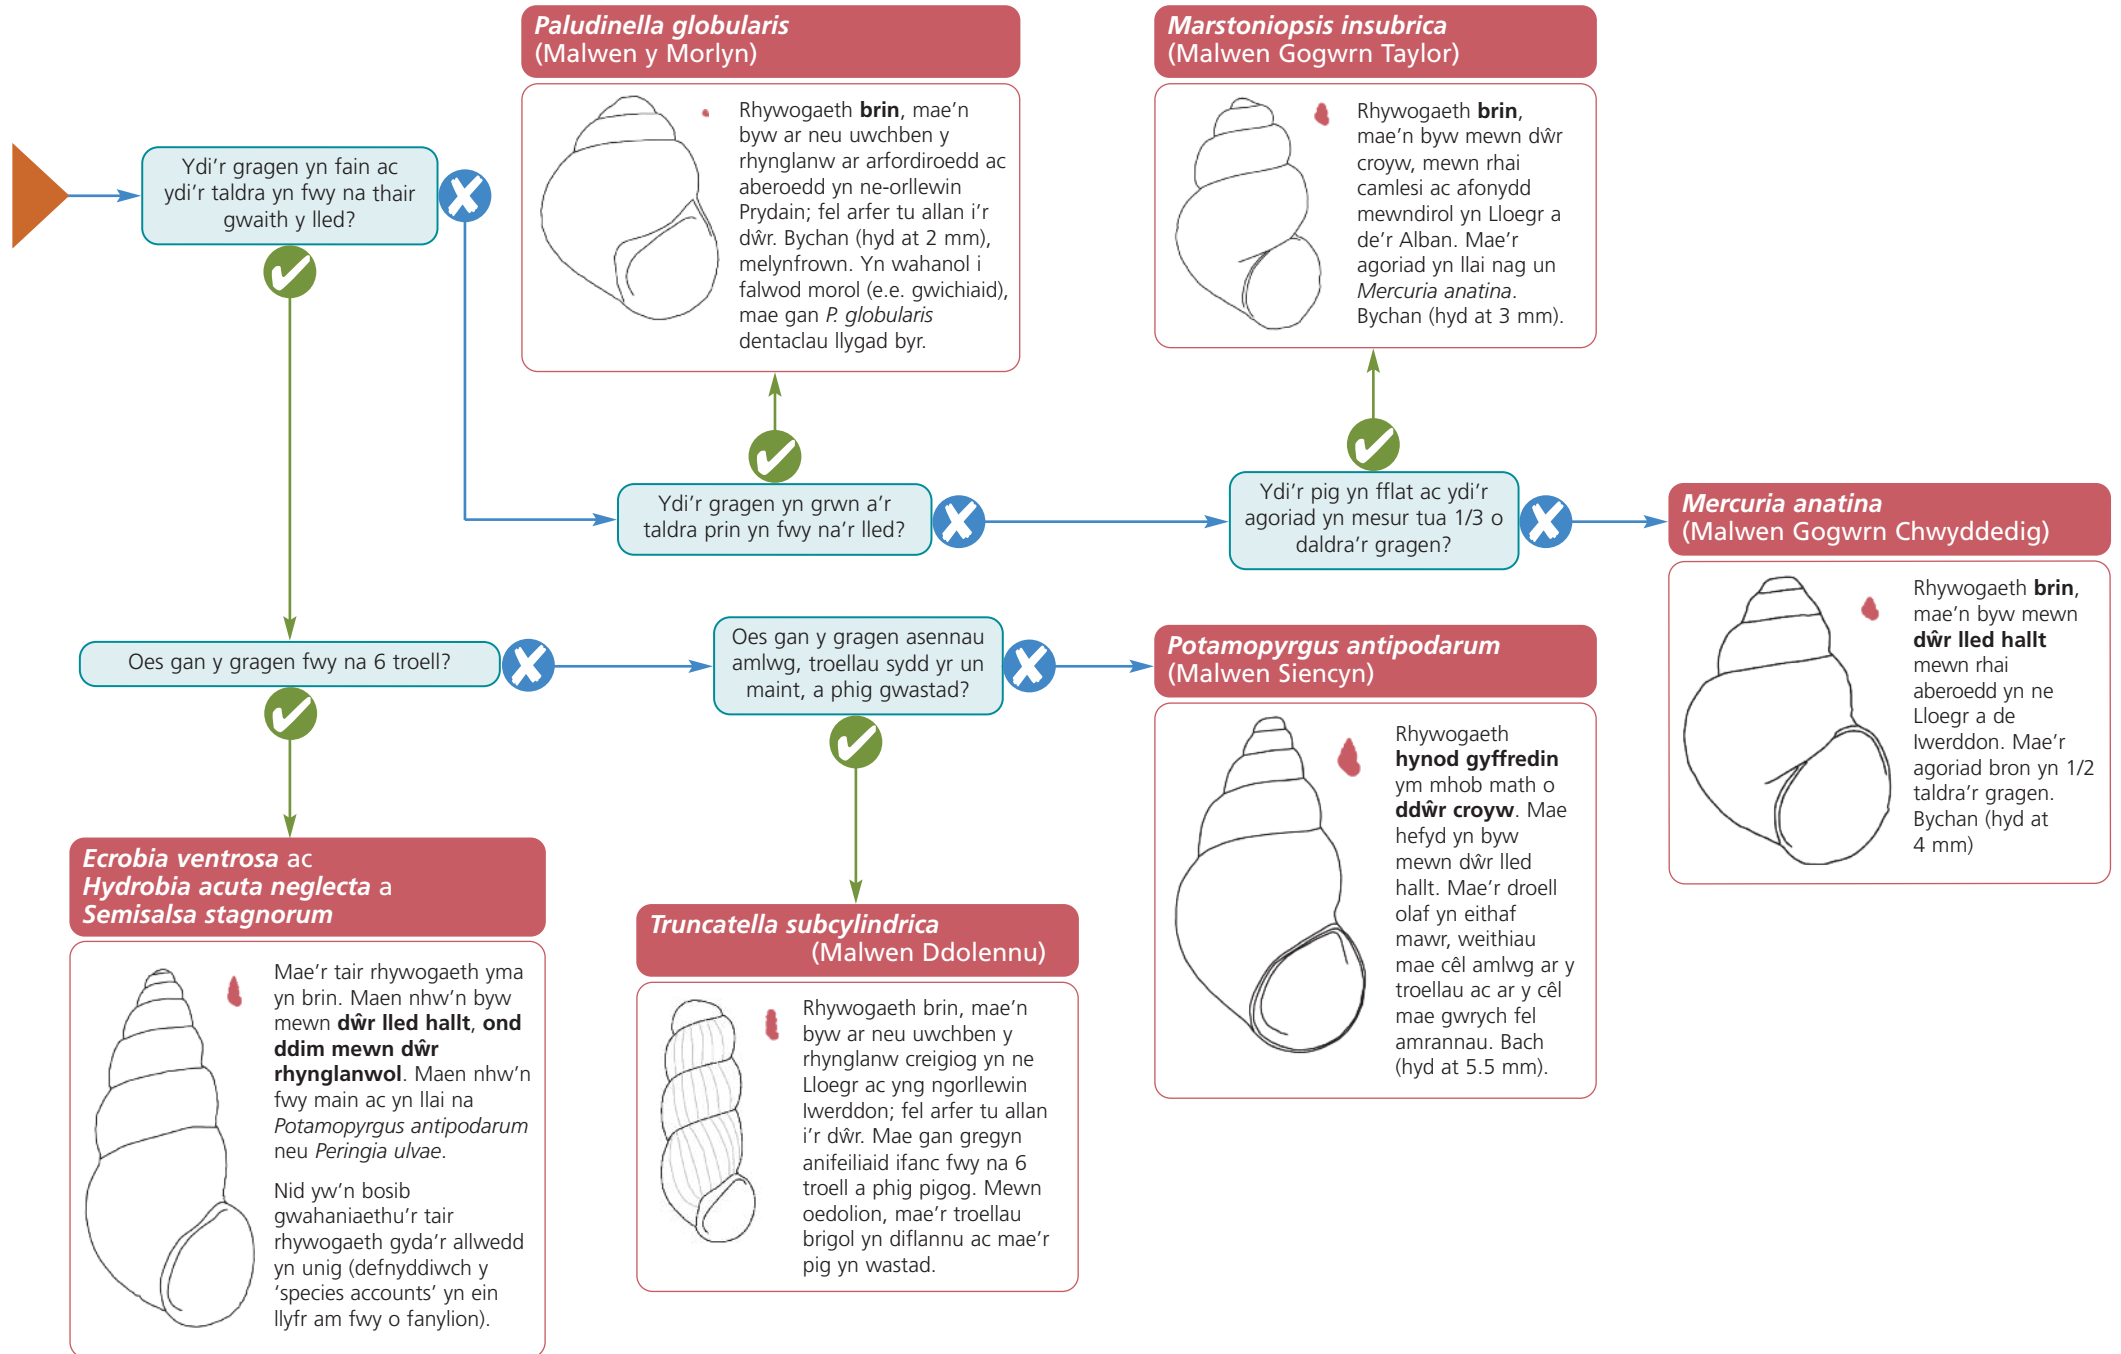 Paludinella globularis
(Malwen y Morlyn)
Rhywogaeth brin, mae'n
byw ar neu uwchben y
rhynglanw ar arfordiroedd ac
aberoedd yn ne-orllewin
Prydain; fel arfer tu allan i'r
dŵr. Bychan (hyd at 2 mm),
melynfrown. Yn wahanol i
falwod morol (e.e. gwichiaid),
mae gan P. globularis
dentaclau llygad byr.
Marstoniopsis insubrica
(Malwen Gogwrn Taylor)
Rhywogaeth brin,
mae'n byw mewn dŵr
croyw, mewn rhai
camlesi ac afonydd
mewndirol yn Lloegr a
de'r Alban. Mae'r
agoriad yn llai nag un
Mercuria anatina.
Bychan (hyd at 3 mm).
Ydi'r gragen yn fain ac
ydi'r taldra yn fwy na thair
gwaith y lled?
Ydi'r gragen yn grwn a'r
taldra prin yn fwy na'r lled?
Ydi'r pig yn fflat ac ydi'r
agoriad yn mesur tua 1/3 o
daldra'r gragen?
Mercuria anatina
(Malwen Gogwrn Chwyddedig)
Rhywogaeth brin,
mae'n byw mewn
dŵr lled hallt
mewn rhai
aberoedd yn ne
Lloegr a de
Iwerddon. Mae'r
agoriad bron yn 1/2
taldra'r gragen.
Bychan (hyd at
4 mm)
Oes gan y gragen fwy na 6 troell?
Oes gan y gragen asennau
amlwg, troellau sydd yr un
maint, a phig gwastad?
Potamopyrgus antipodarum
(Malwen Siencyn)
Rhywogaeth
hynod gyffredin
ym mhob math o
ddŵr croyw. Mae
hefyd yn byw
mewn dŵr lled
hallt. Mae'r droell
olaf yn eithaf
mawr, weithiau
mae cêl amlwg ar y
troellau ac ar y cêl
mae gwrych fel
amrannau. Bach
(hyd at 5.5 mm).
Ecrobia ventrosa ac
Hydrobia acuta neglecta a
Semisalsa stagnorum
Mae'r tair rhywogaeth yma
yn brin. Maen nhw'n byw
mewn dŵr lled hallt, ond
ddim mewn dŵr
rhynglanwol. Maen nhw'n
fwy main ac yn llai na
Potamopyrgus antipodarum
neu Peringia ulvae.
Nid yw'n bosib
gwahaniaethu'r tair
rhywogaeth gyda'r allwedd
yn unig (defnyddiwch y
'species accounts' yn ein
llyfr am fwy o fanylion).
Truncatella subcylindrica
(Malwen Ddolennu)
Rhywogaeth brin, mae'n
byw ar neu uwchben y
rhynglanw creigiog yn ne
Lloegr ac yng ngorllewin
Iwerddon; fel arfer tu allan
i'r dŵr. Mae gan gregyn
anifeiliaid ifanc fwy na 6
troell a phig pigog. Mewn
oedolion, mae'r troellau
brigol yn diflannu ac mae'r
pig yn wastad.